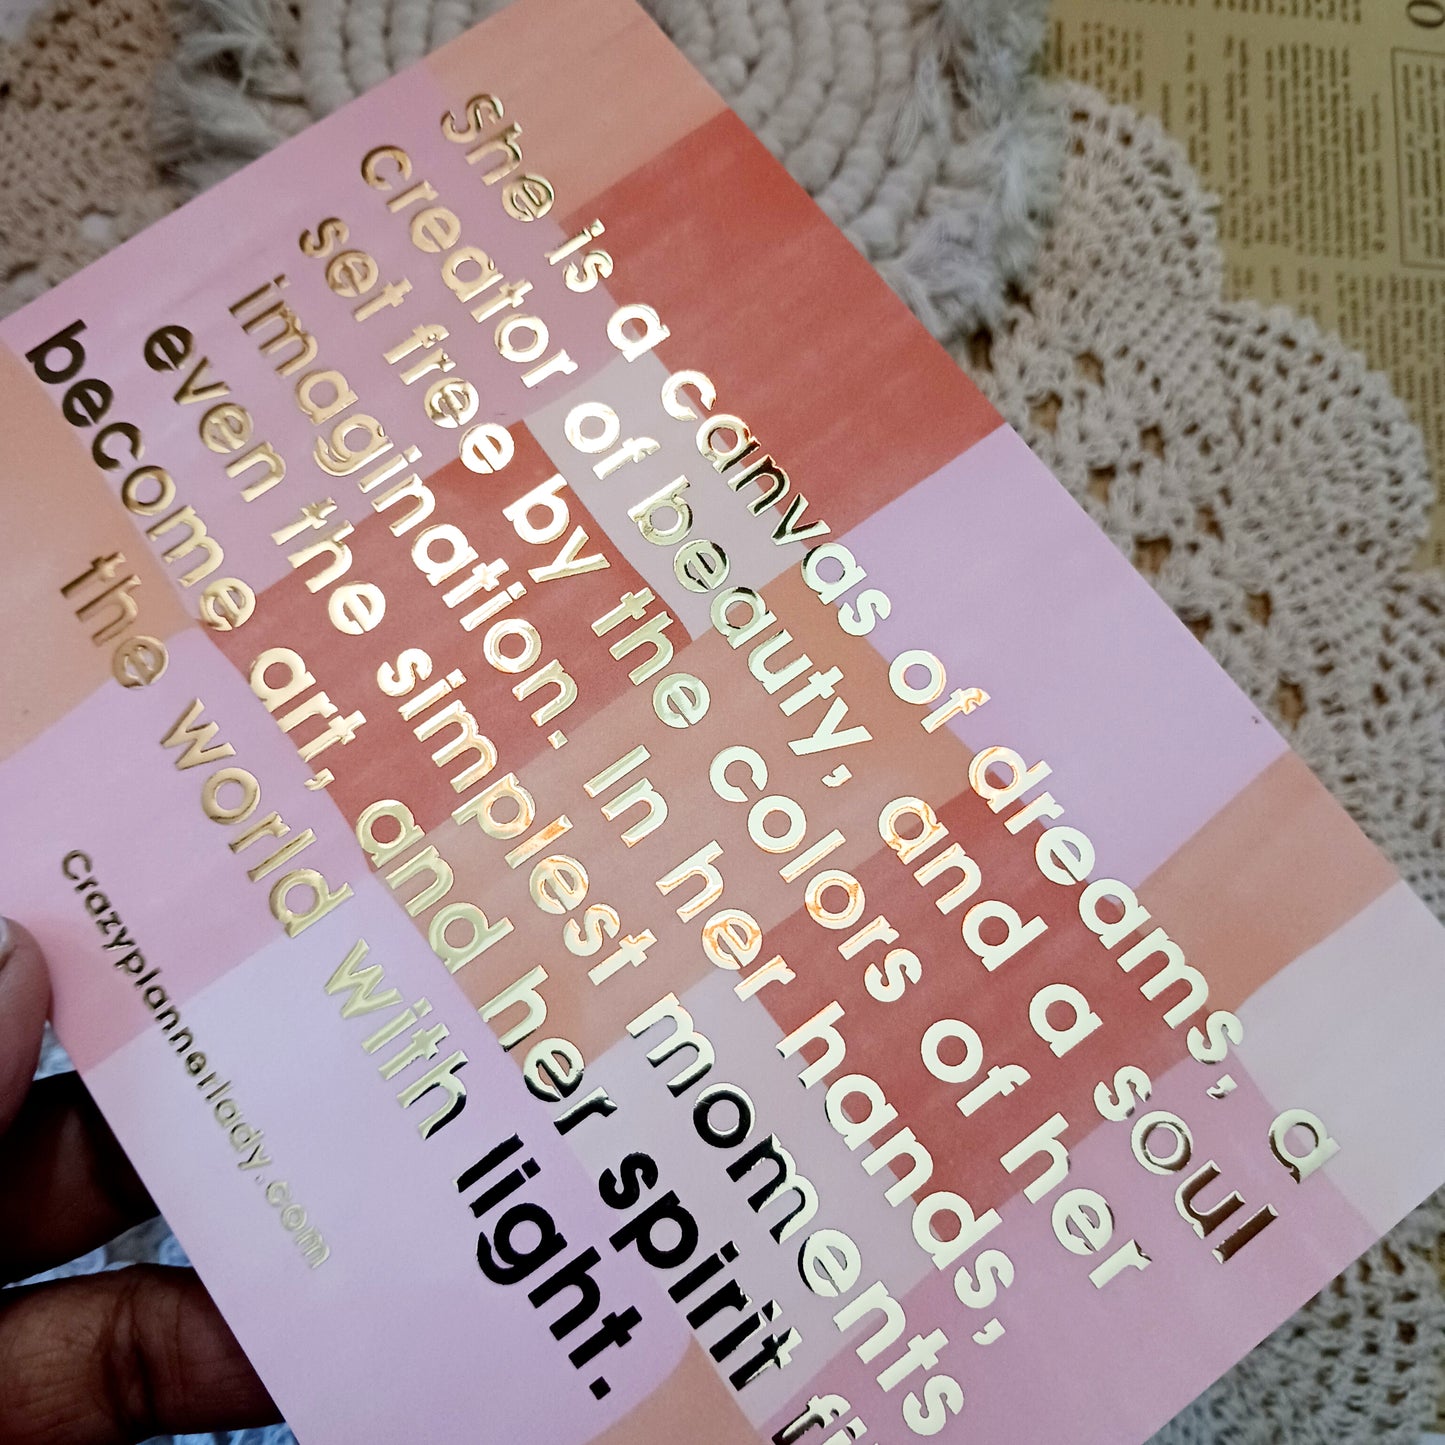 She is a canvas of dreams, a
creator of beauty, and a soul
set free by the colors of her
imagination. In her hands,
even the simplest moments
become art, and her spirit fi
the world with light.
Crazyplannerlady.com